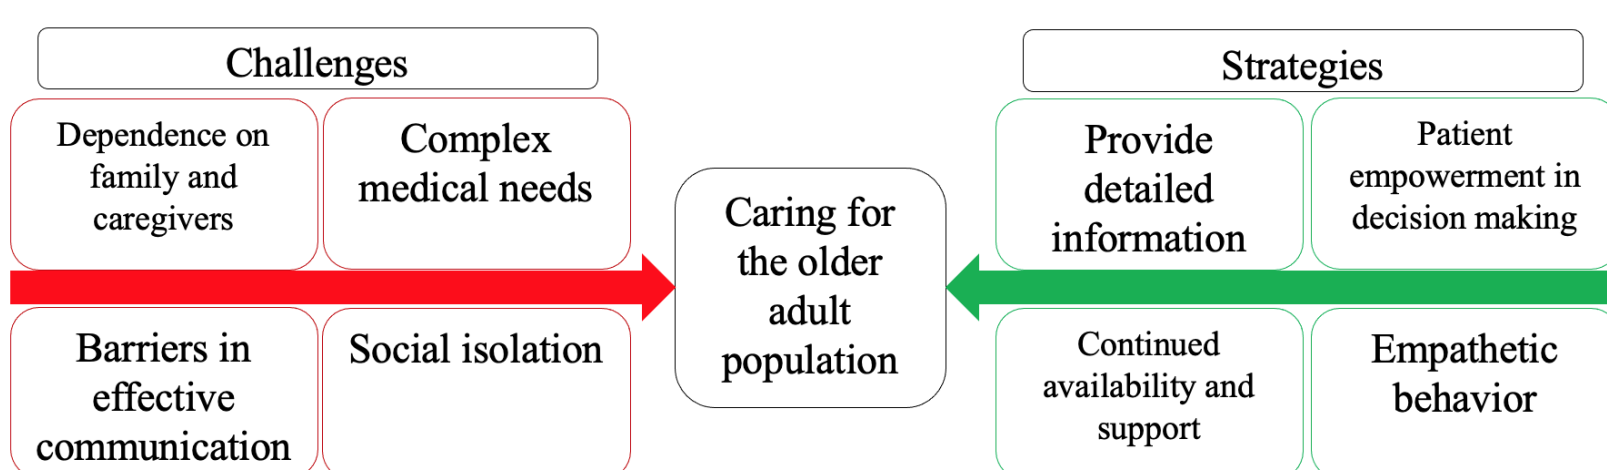 Challenges
Dependence on
family and
caregivers
Complex
medical needs
Barriers in
effective
communication
Social isolation
Caring for
the older
adult
population
Strategies
Provide
detailed
information
Patient
empowerment in
decision making
Continued
availability and
support
Empathetic
behavior